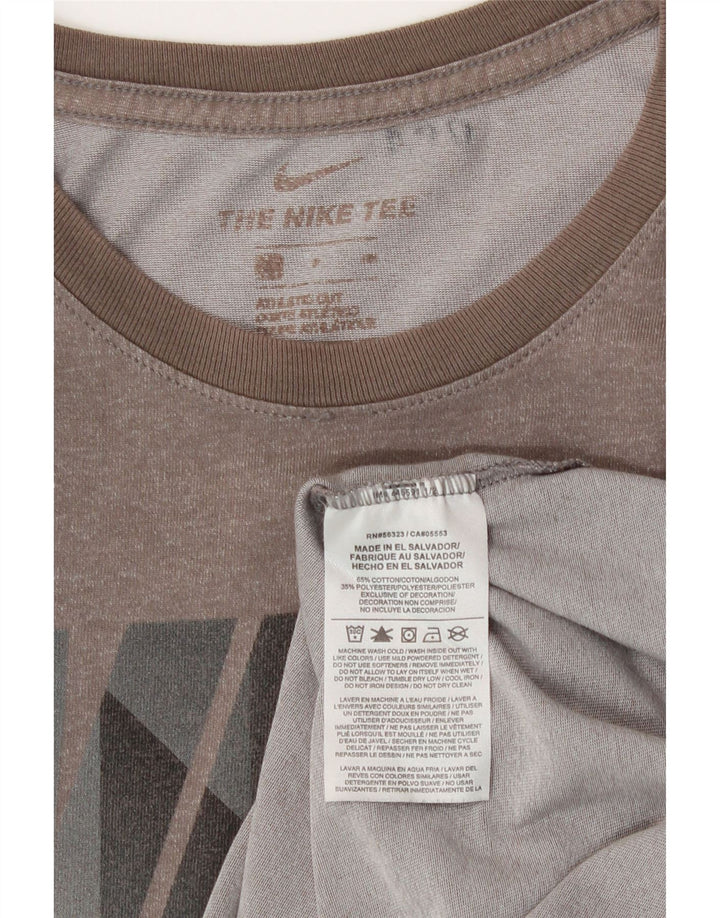 THE NIKE TEE
ATHLETIC CUT
RN#56323 / CA#05553
MADE IN EL SALVADOR/
FABRIQUE AU SALVADOR/
HECHO EN EL SALVADOR
65% COTTON/COTON/ALGODON
35% POLYESTER/POLYESTER/POLIESTER
EXCLUSIVE OF DECORATION/
DECORATION NON COMPRISE/
NO INCLUYE LA DECORACION
MACHINE WASH COLD / WASH INSIDE OUT WITH
LIKE COLORS / USE MILD POWDERED DETERGENT /
DO NOT USE SOFTENERS / REMOVE IMMEDIATELY /
DO NOT ALLOW TO LAY ON ITSELF WHEN WET /
DO NOT BLEACH / TUMBLE DRY LOW / COOL IRON /
DO NOT IRON DESIGN / DO NOT DRY CLEAN
LAVER EN MACHINE A L'EAU FROIDE / LAVER A
L'ENVERS AVEC COULEURS SIMILAIRES / UTILISER
UN DETERGENT DOUX EN POUDRE / NE PAS
UTILISER D'ADOUCISSEUR / ENLEVER
IMMÉDIATEMENT / NE PAS LAISSER LE VÊTEMENT
PLIÉ LORSQU'IL EST MOUILLÉ / NE PAS UTILISER
D'EAU DE JAVEL / SECHER EN MACHINE CYCLE
DELICAT / REPASSER FER FROID / NE PAS
REPASSER LE DESSIN / NE PAS NETTOYER A SEC
LAVAR A MAQUINA EN AGUA FRIA / LAVAR DEL
REVES CON COLORES SIMILARES / USAR
DETERGENTE EN POLVO SUAVE / NO USAR
SUAVIZANTES / RETIRAR INMEDIATAMENTE DE LA